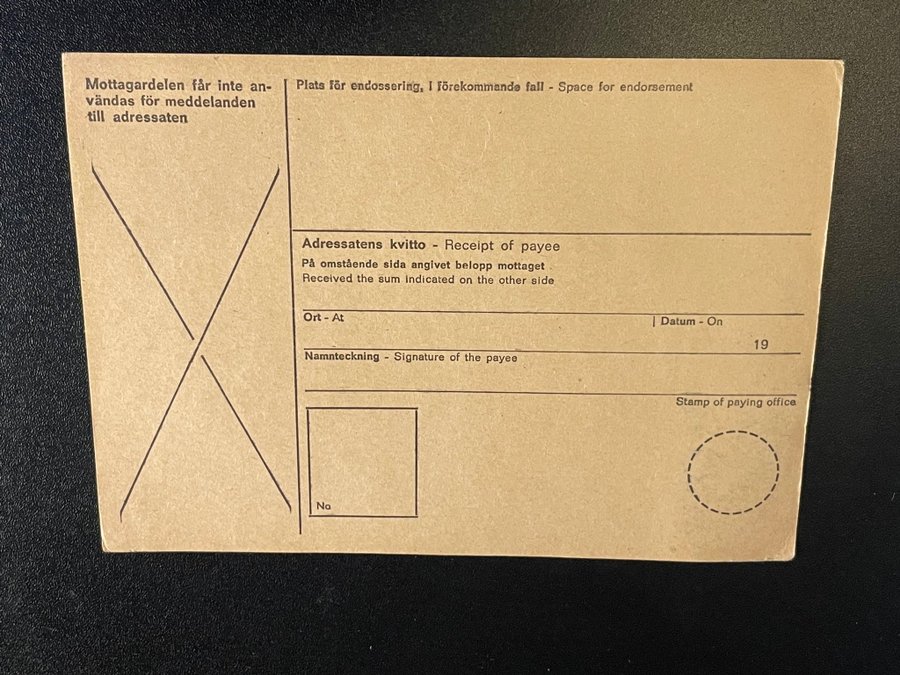 Mottagardelen får inte an-
vändas för meddelanden
till adressaten
Plats för endossering, i förekommande fall - Space for endorsement
Adressatens kvitto - Receipt of payee
På omstående sida angivet belopp mottaget
Received the sum indicated on the other side
Ort - At
Datum - On
19
Namnteckning - Signature of the payee
Stamp of paying office
No